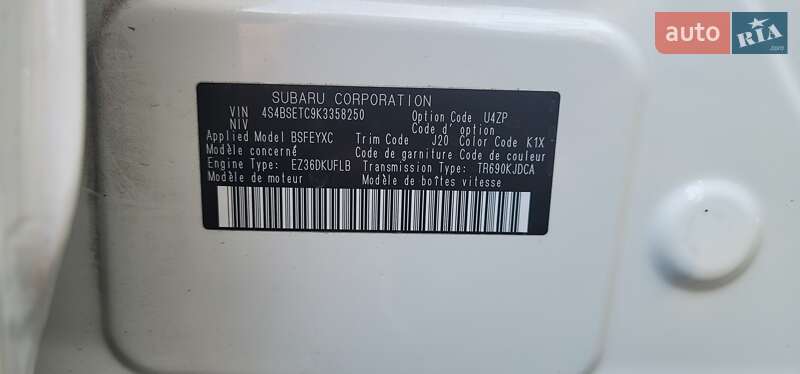 auto RIA
.com
SUBARU CORPORATION
VIN 4S4BSETC9K3358250 Option Code U4ZP
NIV Code d' option
Applied Model BSFEYXC Trim Code J20 Color Code K1X
Modèle concerné Code de garniture Code de couleur
Engine Type: EZ36DKUFLB Transmission Type: TR690KJDCA
Modèle de moteur Modèle de boîtes vitesse